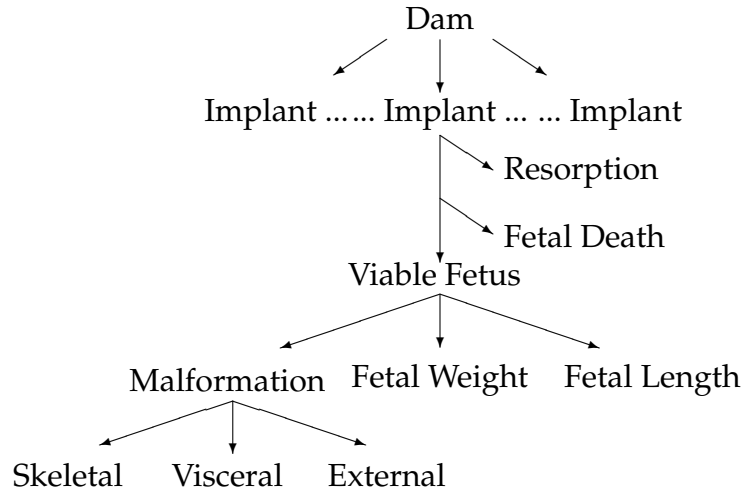 Dam
Implant ... ... Implant ... ... Implant
Resorption
Fetal Death
Viable Fetus
Malformation Fetal Weight Fetal Length
Skeletal Visceral External